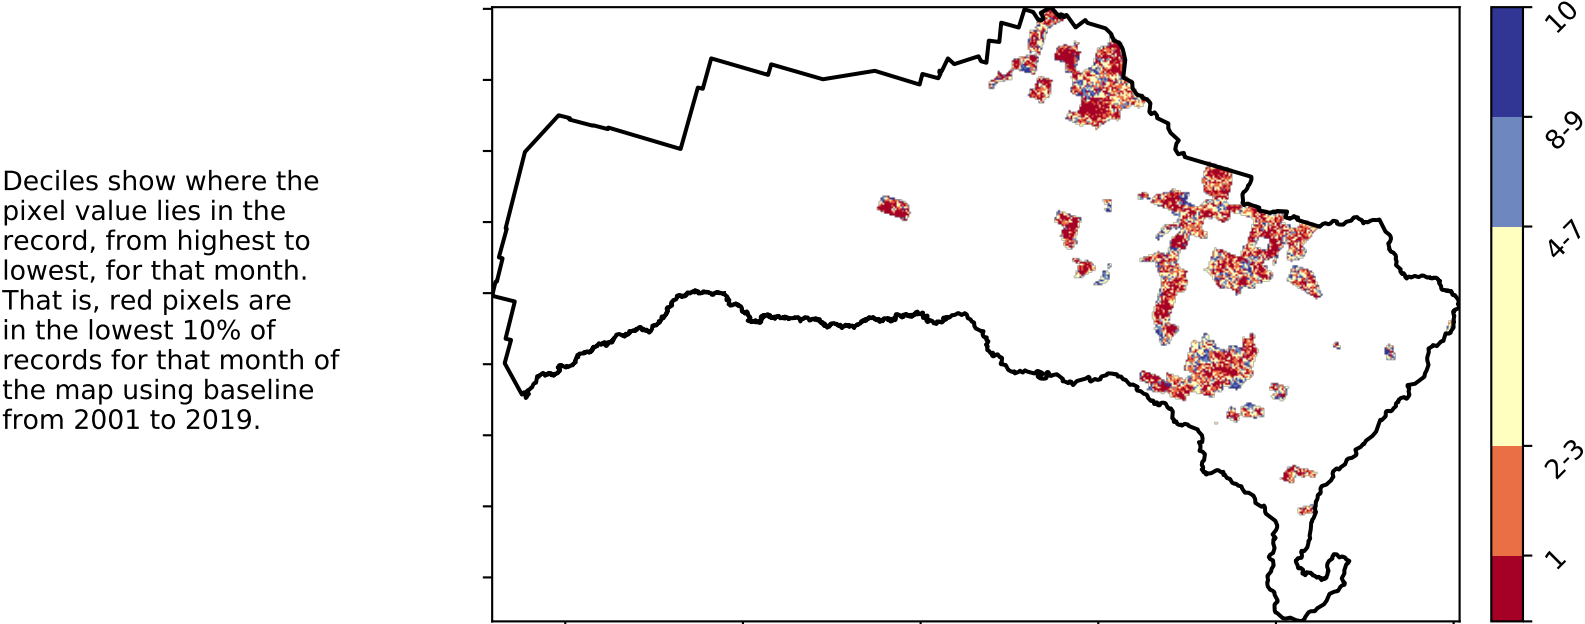 Deciles show where the
pixel value lies in the
record, from highest to
lowest, for that month.
That is, red pixels are
in the lowest 10% of
records for that month of
the map using baseline
from 2001 to 2019.
10
8-9
4-7
2-3
1